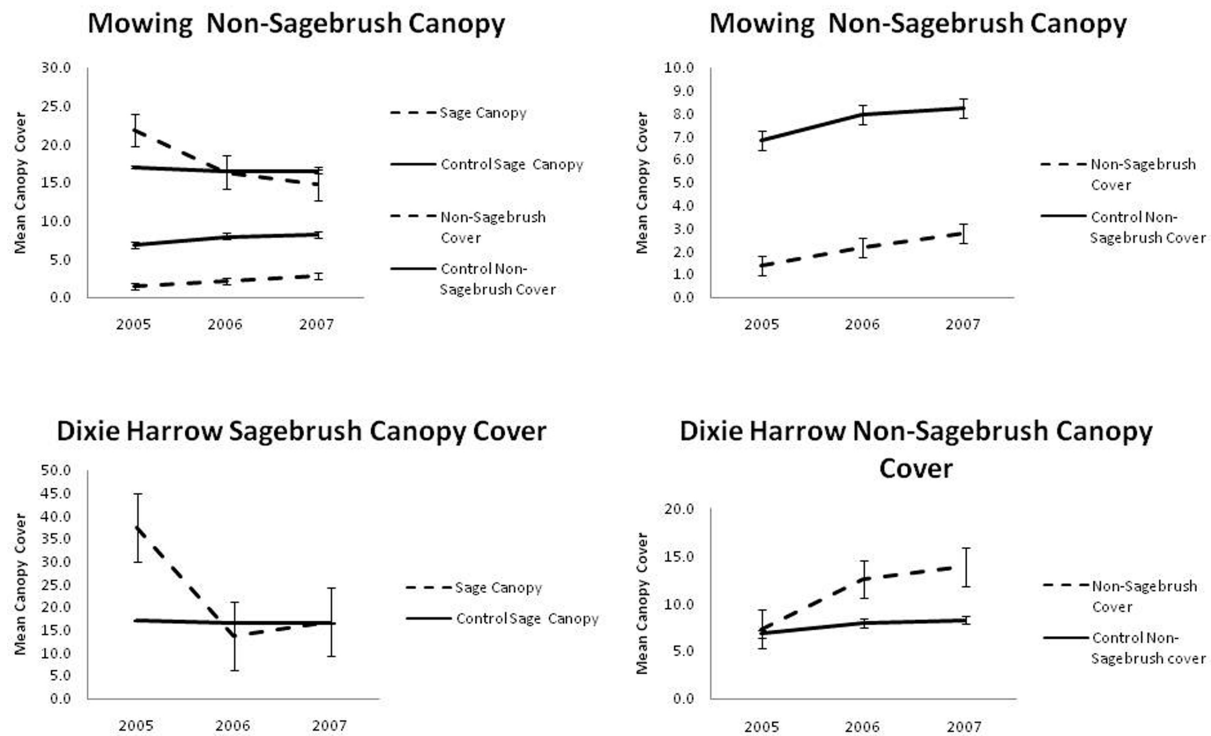 Mowing Non-Sagebrush Canopy
30.0
25.0
20.0
15.0
10.0
5.0
0.0
Mean Canopy Cover
2005 2006 2007
Sage Canopy
Control Sage Canopy
Non-Sagebrush
Cover
Control Non-
Sagebrush Cover
Mowing Non-Sagebrush Canopy
10.0
9.0
8.0
7.0
6.0
5.0
4.0
3.0
2.0
1.0
0.0
Mean Canopy Cover
2005 2006 2007
Non-Sagebrush
Cover
Control Non-
Sagebrush Cover
Dixie Harrow Sagebrush Canopy Cover
50.0
45.0
40.0
35.0
30.0
25.0
20.0
15.0
10.0
5.0
0.0
Mean Canopy Cover
2005 2006 2007
Sage Canopy
Control Sage Canopy
Dixie Harrow Non-Sagebrush Canopy
Cover
20.0
15.0
10.0
5.0
0.0
Mean Canopy Cover
2005 2006 2007
Non-Sagebrush
Cover
Control Non-
Sagebrush cover